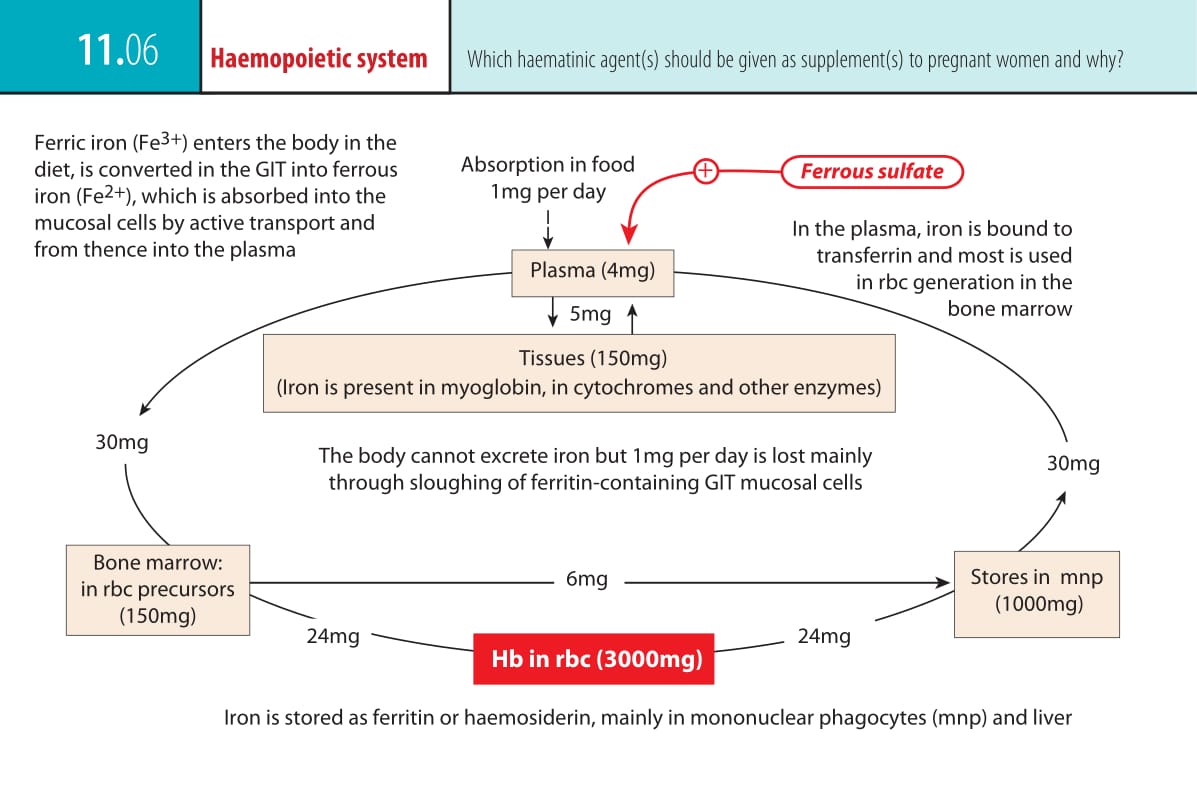 11.06
Haemopoietic system
Which haematinic agent(s) should be given as supplement(s) to pregnant women and why?
Ferric iron (Fe3+) enters the body in the
diet, is converted in the GIT into ferrous
iron (Fe2+), which is absorbed into the
mucosal cells by active transport and
from thence into the plasma
Absorption in food
1mg per day
+
Ferrous sulfate
In the plasma, iron is bound to
transferrin and most is used
in rbc generation in the
bone marrow
Plasma (4mg)
5mg
Tissues (150mg)
(Iron is present in myoglobin, in cytochromes and other enzymes)
30mg
The body cannot excrete iron but 1mg per day is lost mainly
through sloughing of ferritin-containing GIT mucosal cells
30mg
Bone marrow:
in rbc precursors
(150mg)
6mg
Stores in mnp
(1000mg)
24mg
Hb in rbc (3000mg)
24mg
Iron is stored as ferritin or haemosiderin, mainly in mononuclear phagocytes (mnp) and liver